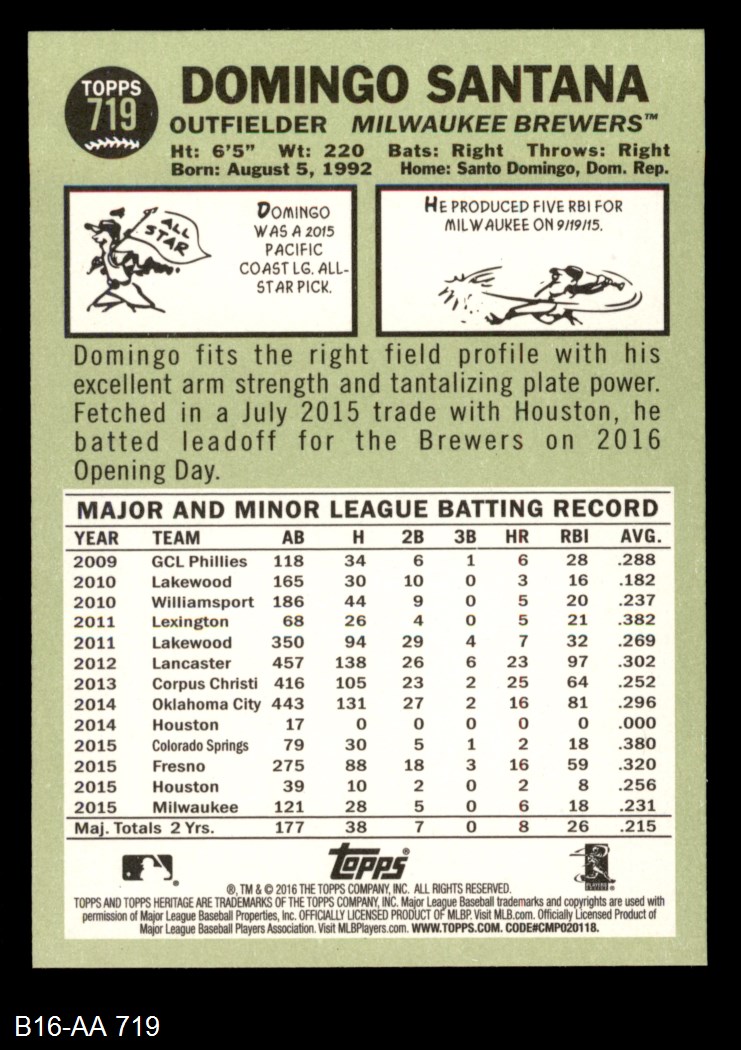 TOPPS
719
DOMINGO SANTANA
OUTFIELDER MILWAUKEE BREWERS™
Ht: 6'5" Wt: 220 Bats: Right Throws: Right
Born: August 5, 1992 Home: Santo Domingo, Dom. Rep.
ALL
STAR
DOMINGO
WAS A 2015
PACIFIC
COAST LG. ALL-
STAR PICK.
HE PRODUCED FIVE RBI FOR
MILWAUKEE ON 9/19/15.
Domingo fits the right field profile with his
excellent arm strength and tantalizing plate power.
Fetched in a July 2015 trade with Houston, he
batted leadoff for the Brewers on 2016
Opening Day.
MAJOR AND MINOR LEAGUE BATTING RECORD
YEAR TEAM AB H 2B 3B HR RBI AVG.
2009 GCL Phillies 118 34 6 1 6 28 .288
2010 Lakewood 165 30 10 0 3 16 .182
2010 Williamsport 186 44 9 0 5 20 .237
2011 Lexington 68 26 4 0 5 21 .382
2011 Lakewood 350 94 29 4 7 32 .269
2012 Lancaster 457 138 26 6 23 97 .302
2013 Corpus Christi 416 105 23 2 25 64 .252
2014 Oklahoma City 443 131 27 2 16 81 .296
2014 Houston 17 0 0 0 0 0 .000
2015 Colorado Springs 79 30 5 1 2 18 .380
2015 Fresno 275 88 18 3 16 59 .320
2015 Houston 39 10 2 0 2 8 .256
2015 Milwaukee 121 28 5 0 6 18 .231
Maj. Totals 2 Yrs. 177 38 7 0 8 26 .215
TOPPS®
®, TM & © 2016 THE TOPPS COMPANY, INC. ALL RIGHTS RESERVED.
TOPPS AND TOPPS HERITAGE ARE TRADEMARKS OF THE TOPPS COMPANY, INC. Major League Baseball trademarks and copyrights are used with
permission of Major League Baseball Properties, Inc. OFFICIALLY LICENSED PRODUCT OF MLBP. Visit MLB.com. Officially Licensed Product of
Major League Baseball Players Association. Visit MLBPlayers.com. WWW.TOPPS.COM. CODE#CMP020118.
B16-AA 719